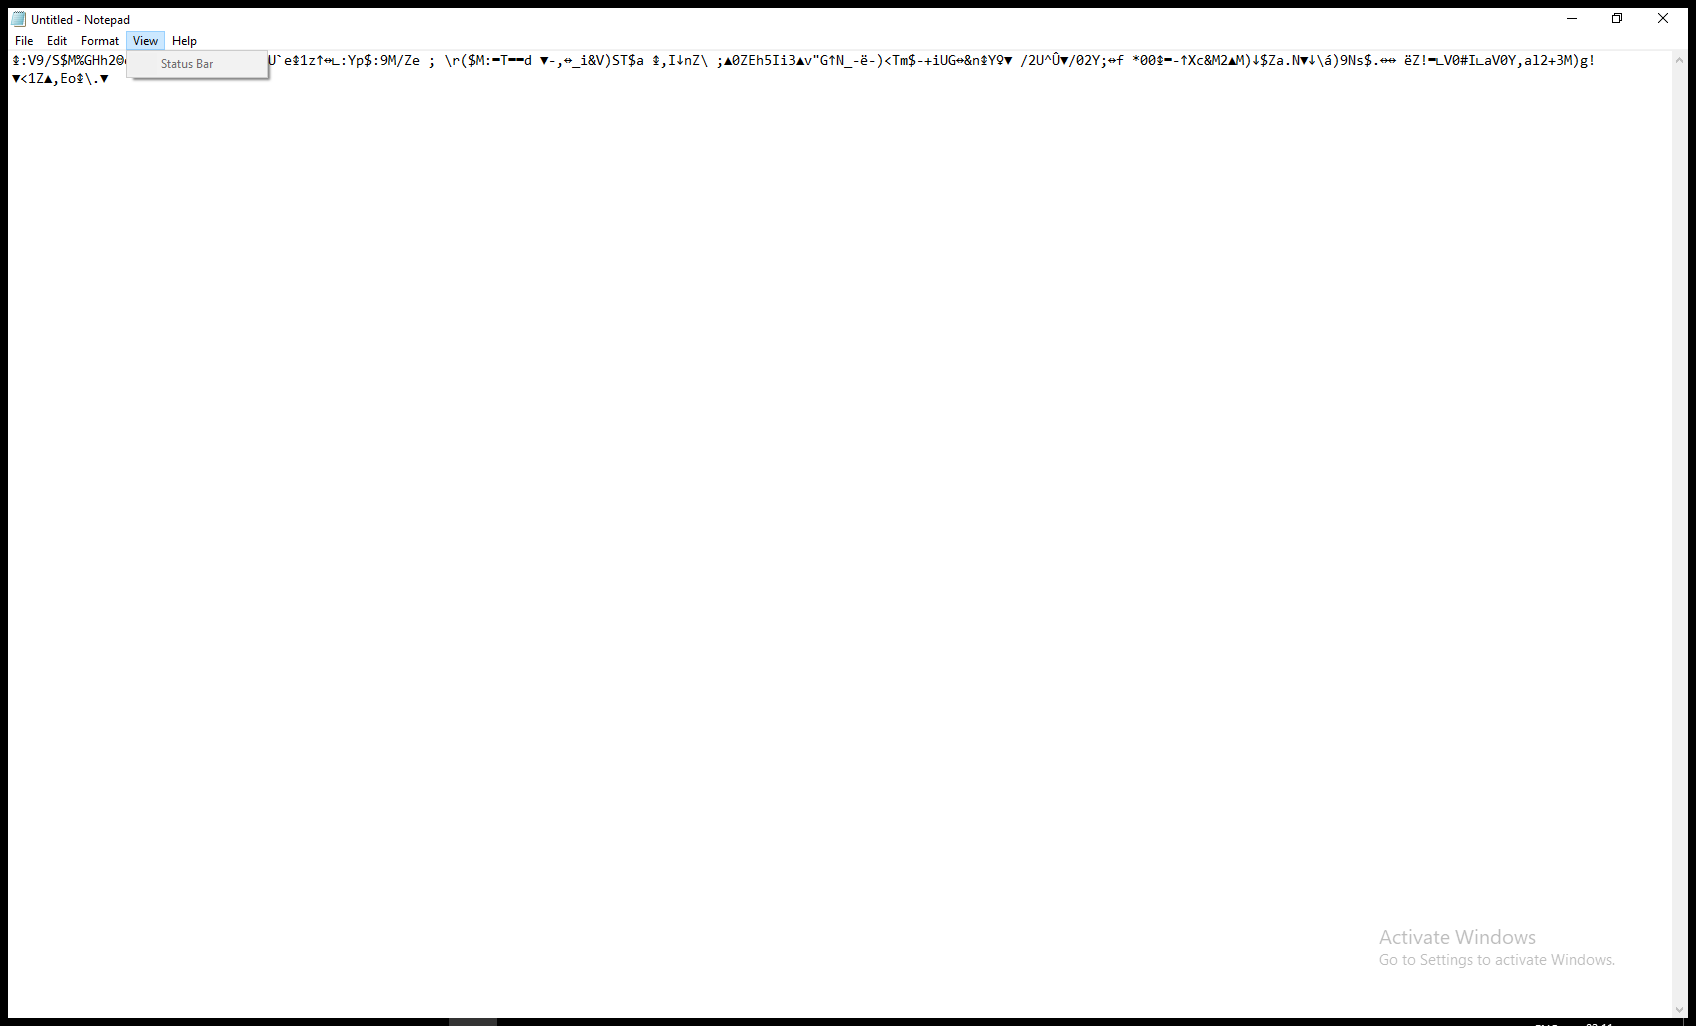 Untitled - Notepad
File Edit Format View Help
Status Bar
↨:V9/S$M%GHh2 U`e↨1z↑↔∟:Yp$:9M/Ze ; \r($M:▬T▬▬d ▼-,↔_i&V)ST$a ↨,I↓nZ\ ;▲0ZEh5Ii3▲v"G↑N_-ë-)<Tm$-+iUG↔&n↕Y♀▼ /2U^Û▼/02Y;↔f *00↨▬-↑Xc&M2▲M)↓$Za.N▼↓\á)9Ns$.↔↔ ëZ!▬∟V0#I∟aV0Y,al2+3M)g!
▼<1Z▲,Eo↨\.▼
Activate Windows
Go to Settings to activate Windows.